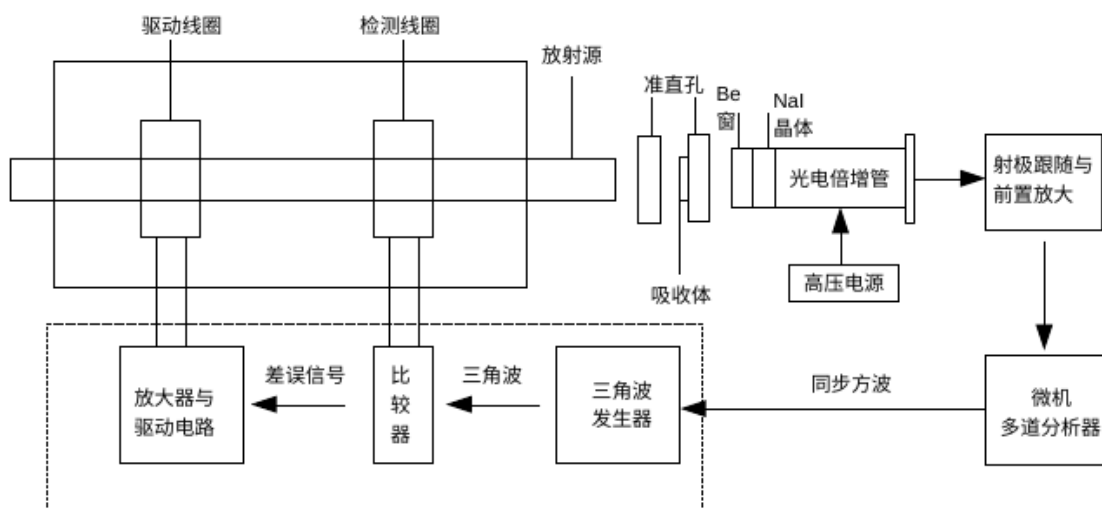 驱动线圈
检测线圈
放射源
准直孔
Be
窗
NaI
晶体
光电倍增管
射极跟随与
前置放大
高压电源
吸收体
放大器与
驱动电路
差误信号
比
较
器
三角波
三角波
发生器
同步方波
微机
多道分析器